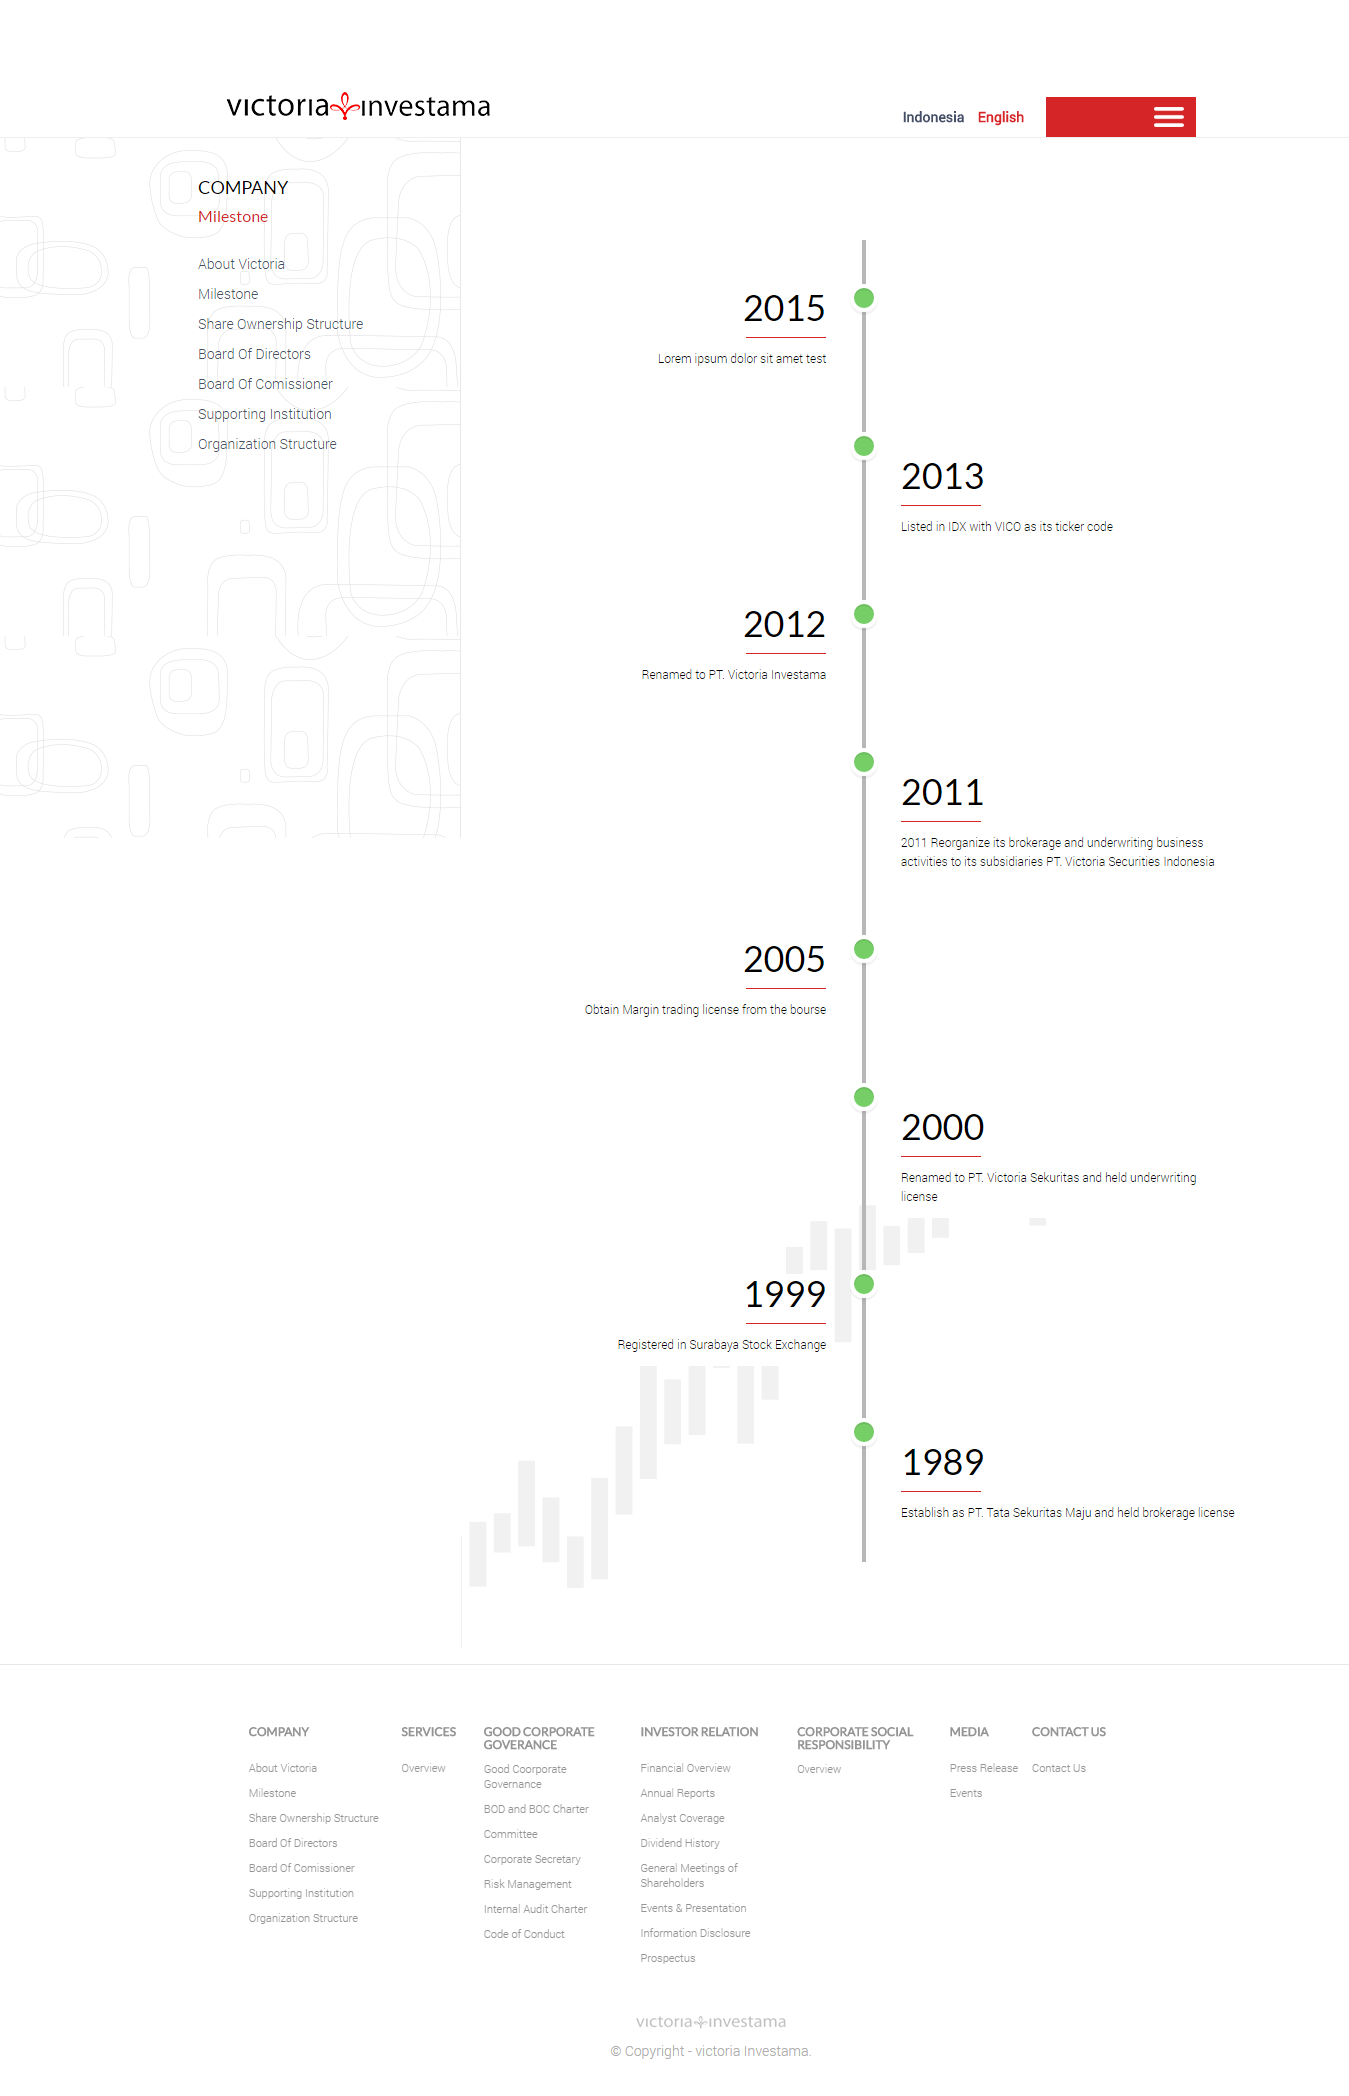 victoria investama
Indonesia English
COMPANY
Milestone
About Victoria
Milestone
Share Ownership Structure
Board Of Directors
Board Of Comissioner
Supporting Institution
Organization Structure
2015
Lorem ipsum dolor sit amet test
2013
Listed in IDX with VICO as its ticker code
2012
Renamed to PT. Victoria Investama
2011
2011 Reorganize its brokerage and underwriting business
activities to its subsidiaries PT. Victoria Securities Indonesia
2005
Obtain Margin trading license from the bourse
2000
Renamed to PT. Victoria Sekuritas and held underwriting
license
1999
Registered in Surabaya Stock Exchange
1989
Establish as PT. Tata Sekuritas Maju and held brokerage license
COMPANY
About Victoria
Milestone
Share Ownership Structure
Board Of Directors
Board Of Comissioner
Supporting Institution
Organization Structure
SERVICES
Overview
GOOD CORPORATE
GOVERANCE
Good Coorporate
Governance
BOD and BOC Charter
Committee
Corporate Secretary
Risk Management
Internal Audit Charter
Code of Conduct
INVESTOR RELATION
Financial Overview
Annual Reports
Analyst Coverage
Dividend History
General Meetings of
Shareholders
Events & Presentation
Information Disclosure
Prospectus
CORPORATE SOCIAL
RESPONSIBILITY
Overview
MEDIA
Press Release
Events
CONTACT US
Contact Us
victoria investama
© Copyright - victoria Investama.